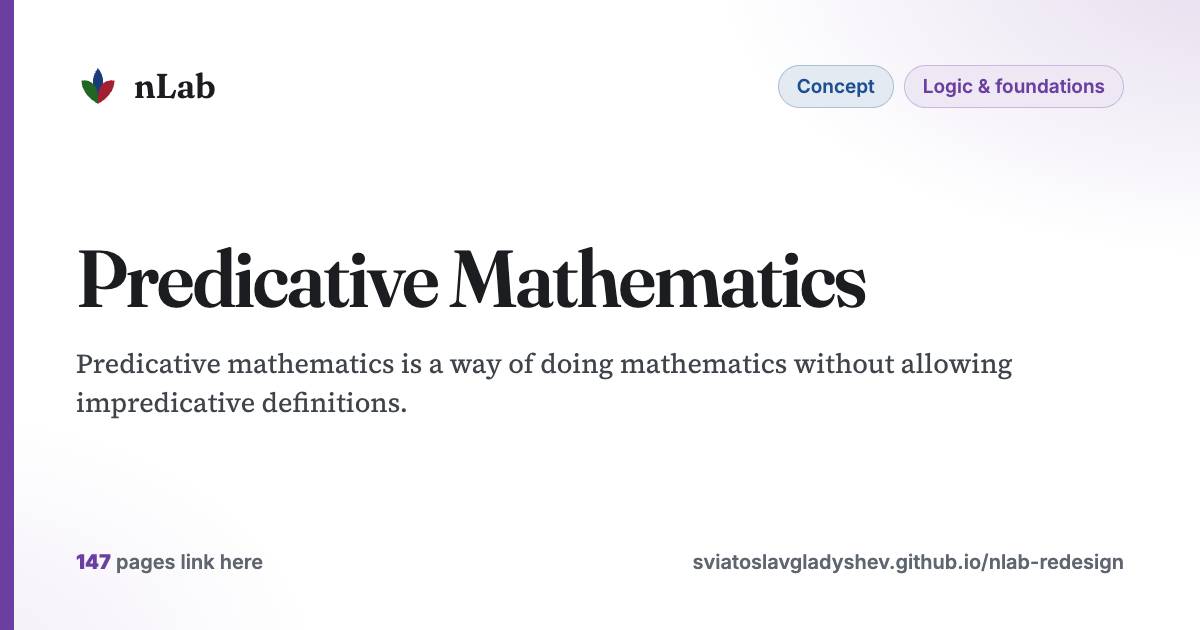 nLab
Concept
Logic & foundations
Predicative Mathematics
Predicative mathematics is a way of doing mathematics without allowing
impredicative definitions.
147 pages link here
sviatoslavgladyshev.github.io/nlab-redesign